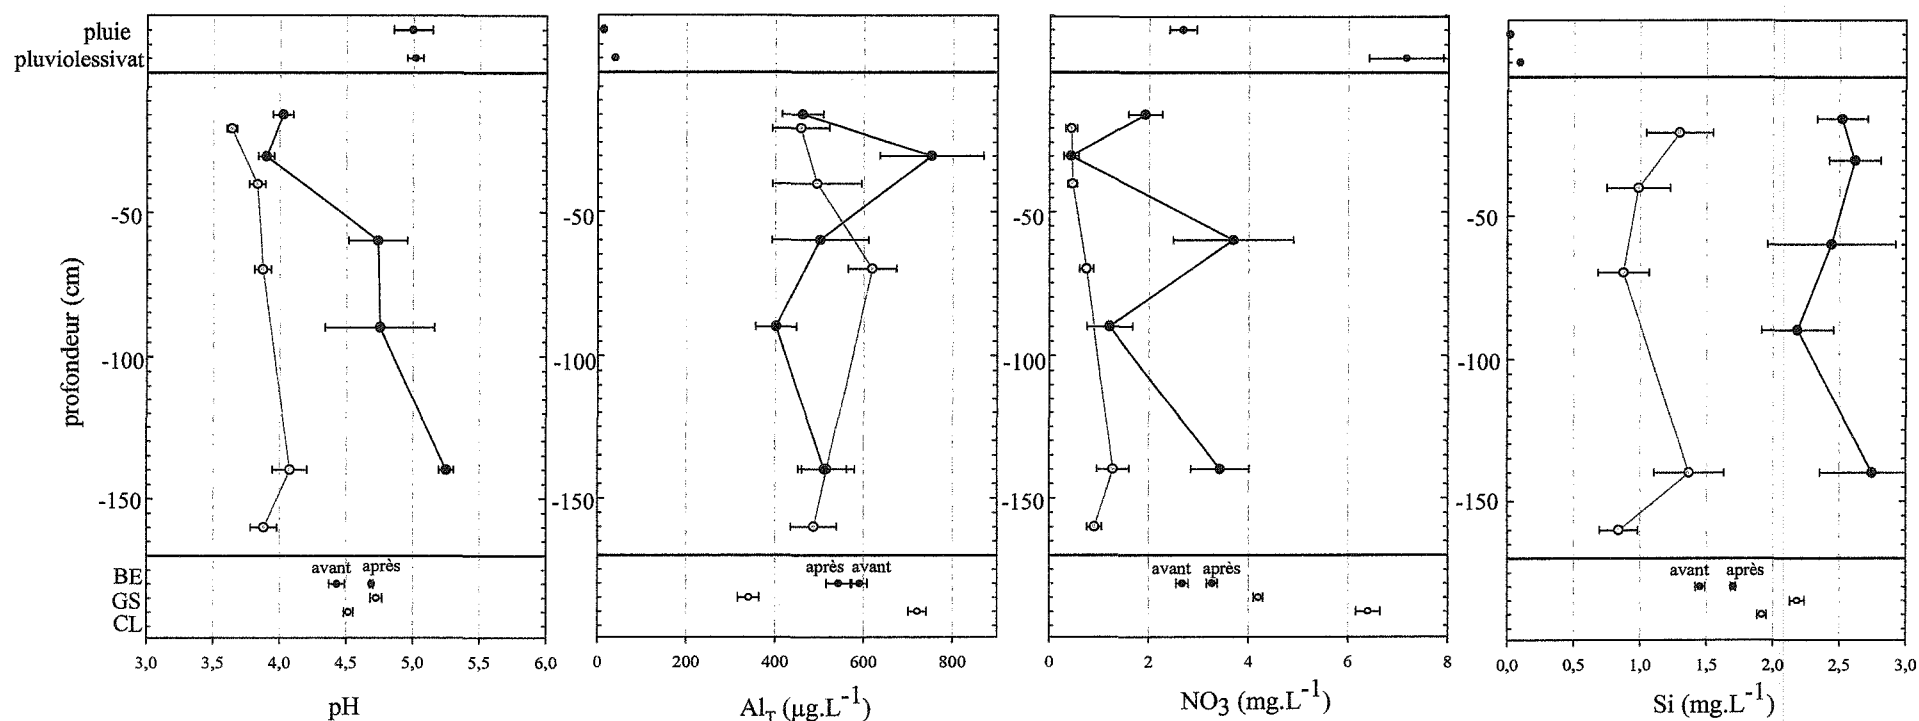 pluie
pluviolessivat
profondeur (cm)
-50
-100
-150
BE
GS
CL
avant après
3,0 3,5 4,0 4,5 5,0 5,5 6,0
pH
-50
-100
-150
après avant
0 200 400 600 800
Al_T (µg.L⁻¹)
-50
-100
-150
avant après
0 2 4 6 8
NO₃ (mg.L⁻¹)
-50
-100
-150
avant après
0,0 0,5 1,0 1,5 2,0 2,5 3,0
Si (mg.L⁻¹)